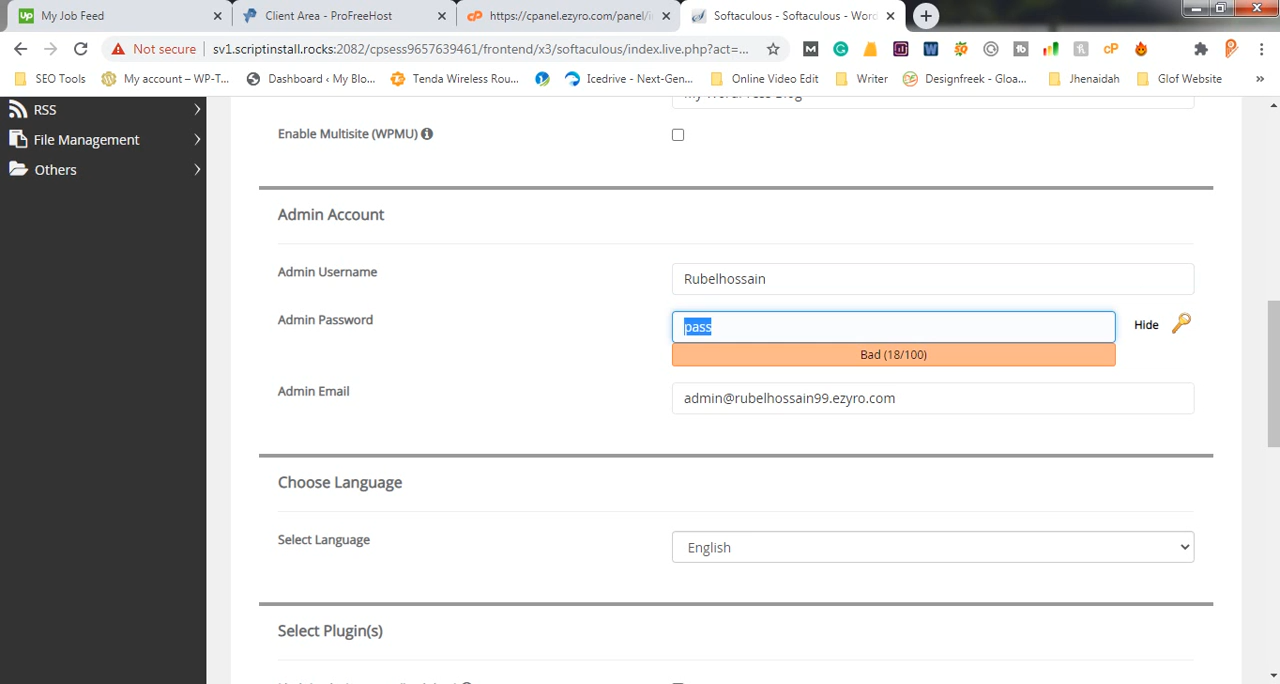 My Job Feed
Client Area - ProFreeHost
https://cpanel.ezyro.com/panel/i
Softaculous - Softaculous - Word
Not secure
sv1.scriptinstall.rocks:2082/cpsess9657639461/frontend/x3/softaculous/index.live.php?act=...
SEO Tools
My account – WP-T...
Dashboard ‹ My Blo...
Tenda Wireless Rou...
Icedrive - Next-Gen...
Online Video Edit
Writer
Designfreek - Gloa...
Jhenadah
Glof Website
»
RSS
File Management
Others
Enable Multisite (WPMU)
Admin Account
Admin Username
Rubelhossain
Admin Password
pass
Hide
Bad (18/100)
Admin Email
admin@rubelhossain99.ezyro.com
Choose Language
Select Language
English
Select Plugin(s)